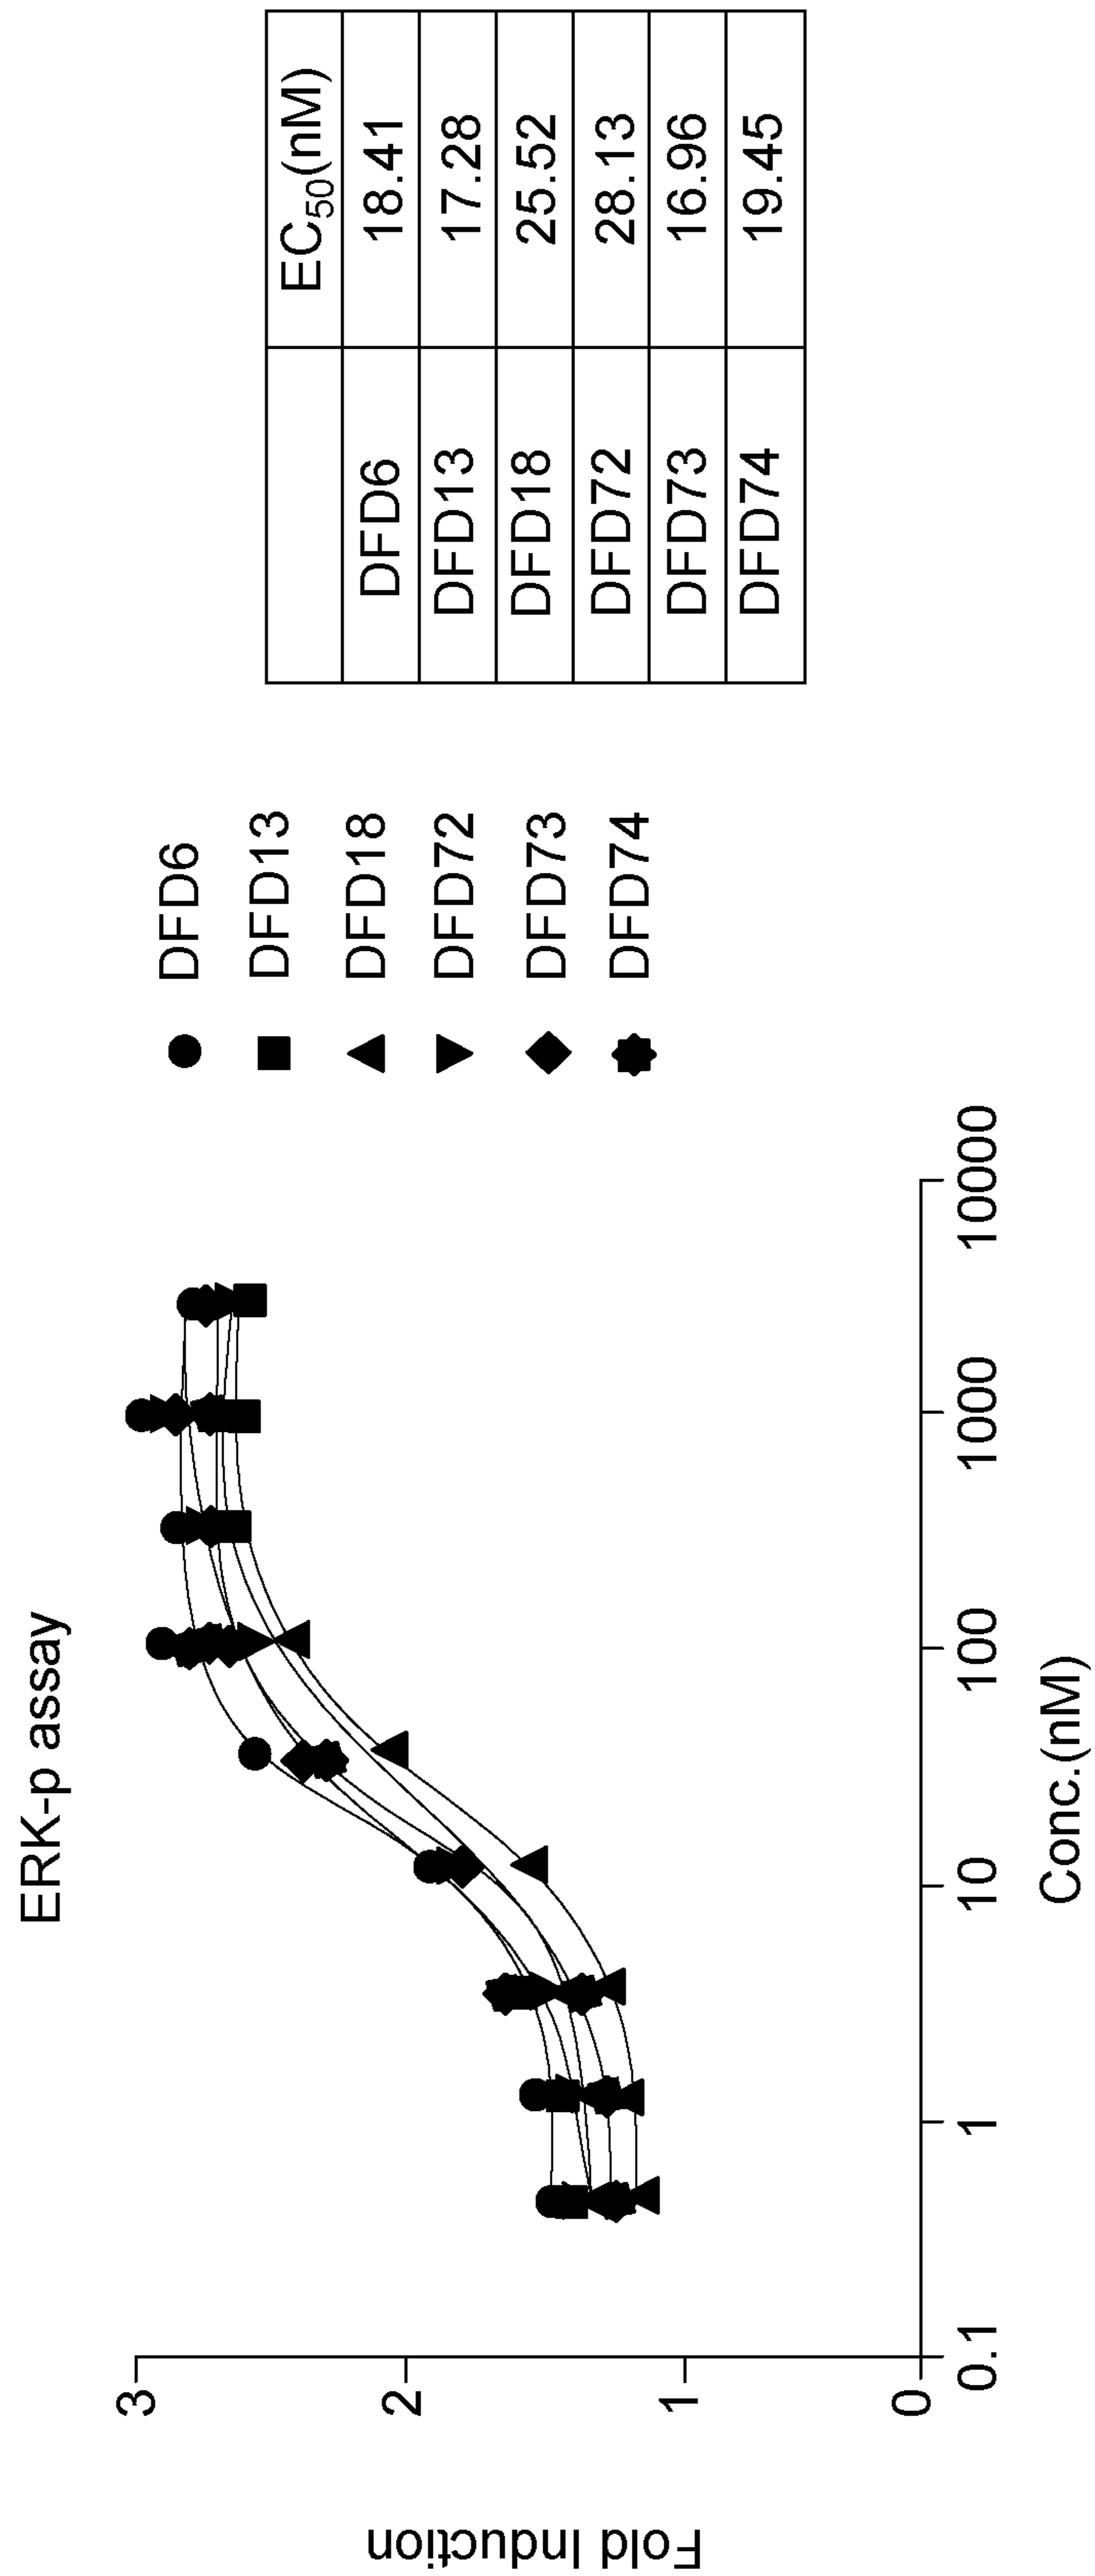 ERK-p assay
Fold Induction
3
2
1
0
0.1
1
10
100
1000
10000
Conc.(nM)
DFD6
DFD13
DFD18
DFD72
DFD73
DFD74
EC50(nM)
DFD6 18.41
DFD13 17.28
DFD18 25.52
DFD72 28.13
DFD73 16.96
DFD74 19.45